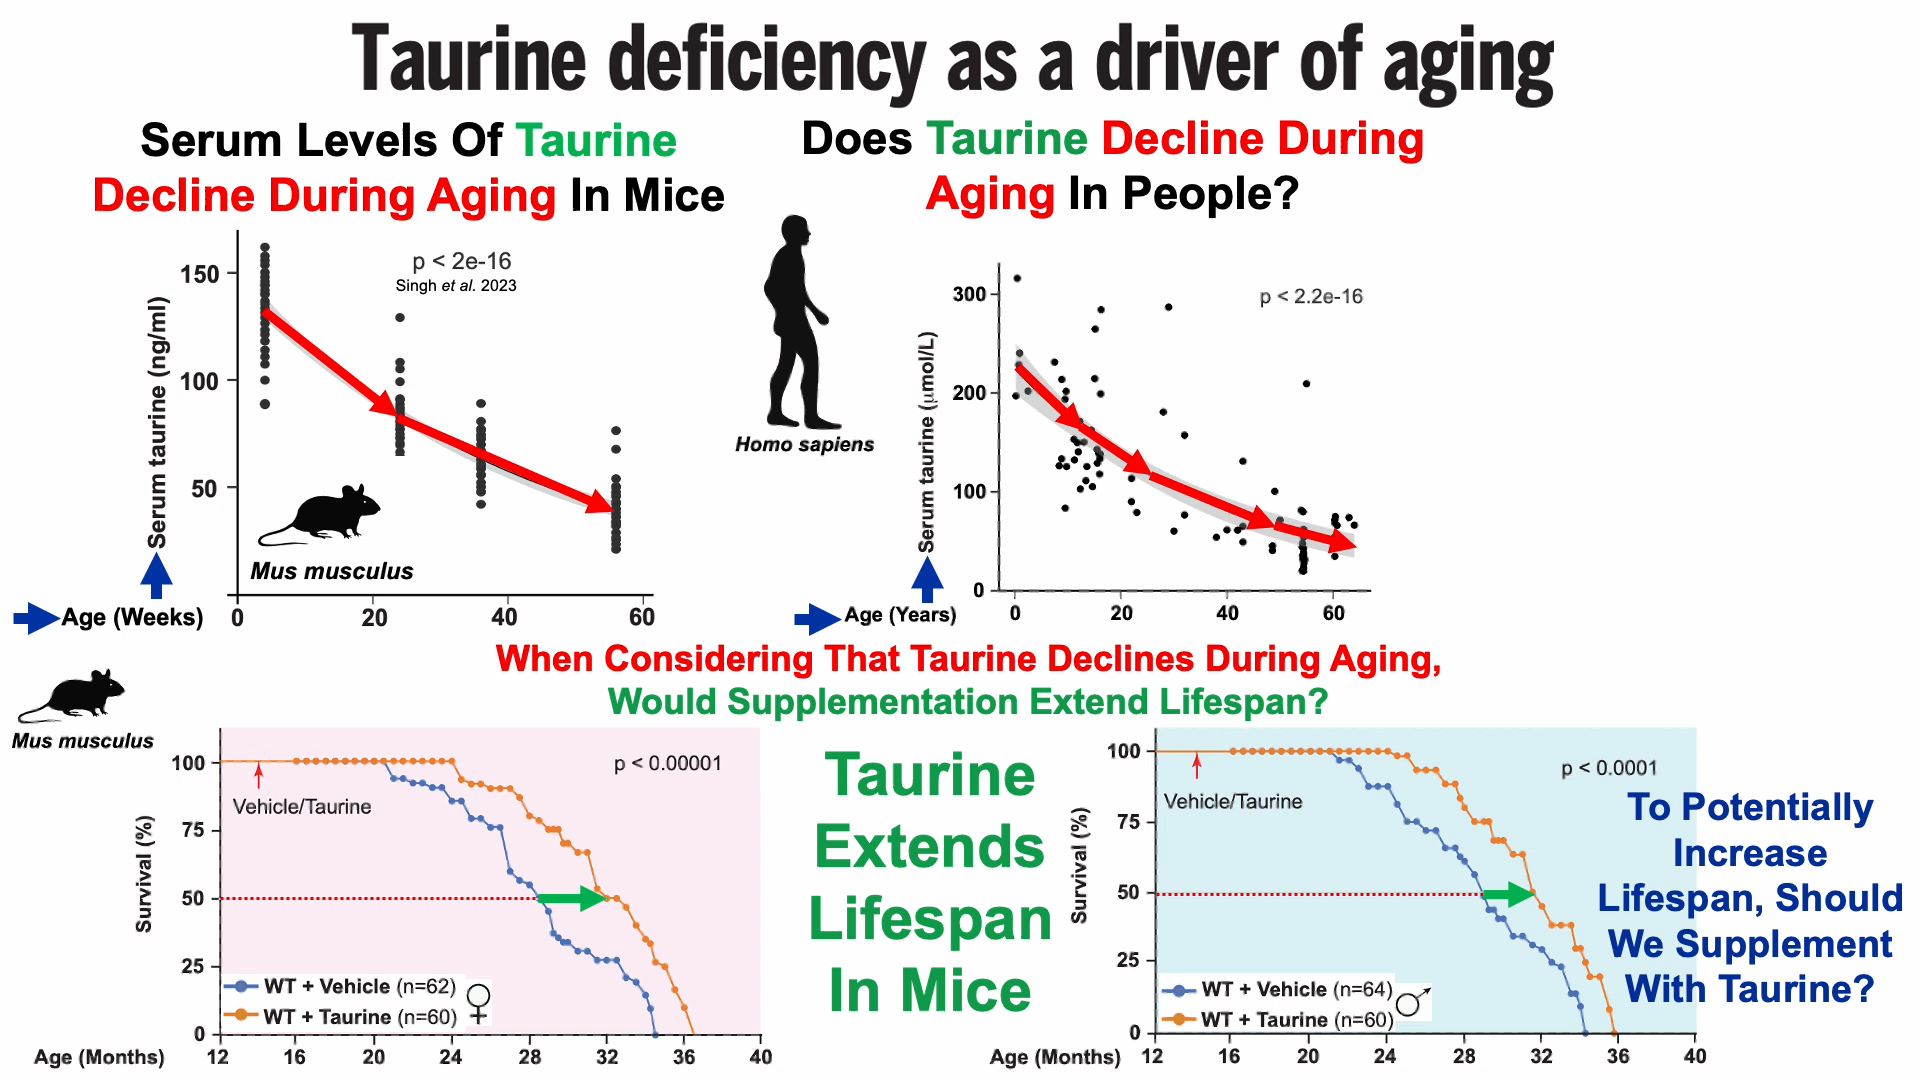 Taurine deficiency as a driver of aging
Serum Levels Of Taurine
Decline During Aging In Mice
Does Taurine Decline During
Aging In People?
p < 2e-16
Singh et al. 2023
Serum taurine (ng/ml)
150
100
50
Mus musculus
Age (Weeks)
0 20 40 60
Homo sapiens
p < 2.2e-16
Serum taurine (μmol/L)
300
200
100
0
Age (Years)
0 20 40 60
When Considering That Taurine Declines During Aging,
Would Supplementation Extend Lifespan?
Mus musculus
p < 0.00001
Vehicle/Taurine
Survival (%)
100
75
50
25
0
WT + Vehicle (n=62)
WT + Taurine (n=60)
♀
Age (Months)
12 16 20 24 28 32 36 40
Taurine
Extends
Lifespan
In Mice
p < 0.0001
Vehicle/Taurine
Survival (%)
100
75
50
25
0
WT + Vehicle (n=64)
WT + Taurine (n=60)
♂
Age (Months)
12 16 20 24 28 32 36 40
To Potentially
Increase
Lifespan, Should
We Supplement
With Taurine?